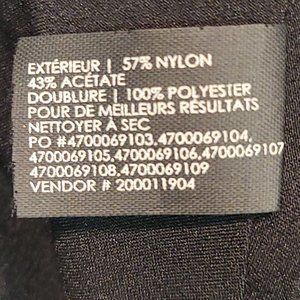 EXTÉRIEUR | 57% NYLON
43% ACÉTATE
DOUBLURE | 100% POLYESTER
POUR DE MEILLEURS RÉSULTATS
NETTOYER À SEC
PO #4700069103,4700069104,
4700069105,4700069106,4700069107
4700069108,4700069109
VENDOR # 200011904